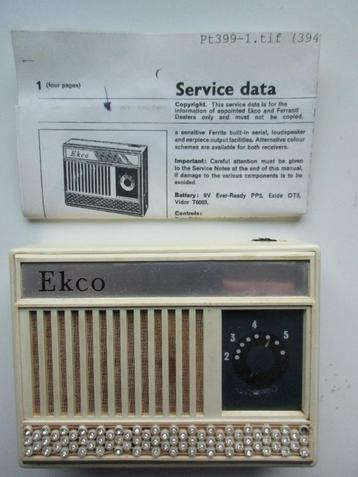 Pt399-1.tif (394
1 (four pages)
Service data
Copyright. This service data is for the
information of appointed Ekco and Ferranti
Dealers only and must not be copied.
a sensitive Ferrite built-in aerial, loudspeaker
and earpiece output facilities. Alternative colour
schemes are available for both receivers.
Important: Careful attention must be given
to the Service Notes at the end of this manual,
if damage to the various components is to be
avoided.
Battery: 9V Ever-Ready PP3, Exide DT3,
Vidor T6003.
Controls:
Ekco
Ekco
2 3 4 5